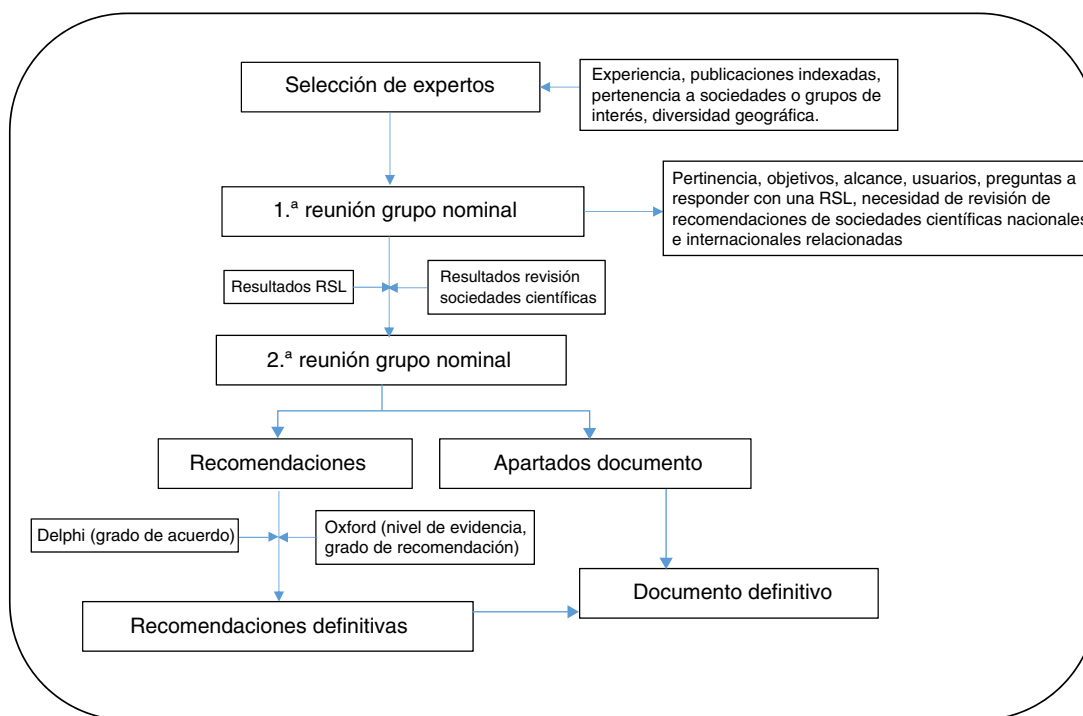 Selección de expertos
Experiencia, publicaciones indexadas,
pertenencia a sociedades o grupos de
interés, diversidad geográfica.
1.ª reunión grupo nominal
Pertinencia, objetivos, alcance, usuarios, preguntas a
responder con una RSL, necesidad de revisión de
recomendaciones de sociedades científicas nacionales
e internacionales relacionadas
Resultados RSL
Resultados revisión
sociedades científicas
2.ª reunión grupo nominal
Recomendaciones
Apartados documento
Delphi (grado de acuerdo)
Oxford (nivel de evidencia,
grado de recomendación)
Documento definitivo
Recomendaciones definitivas